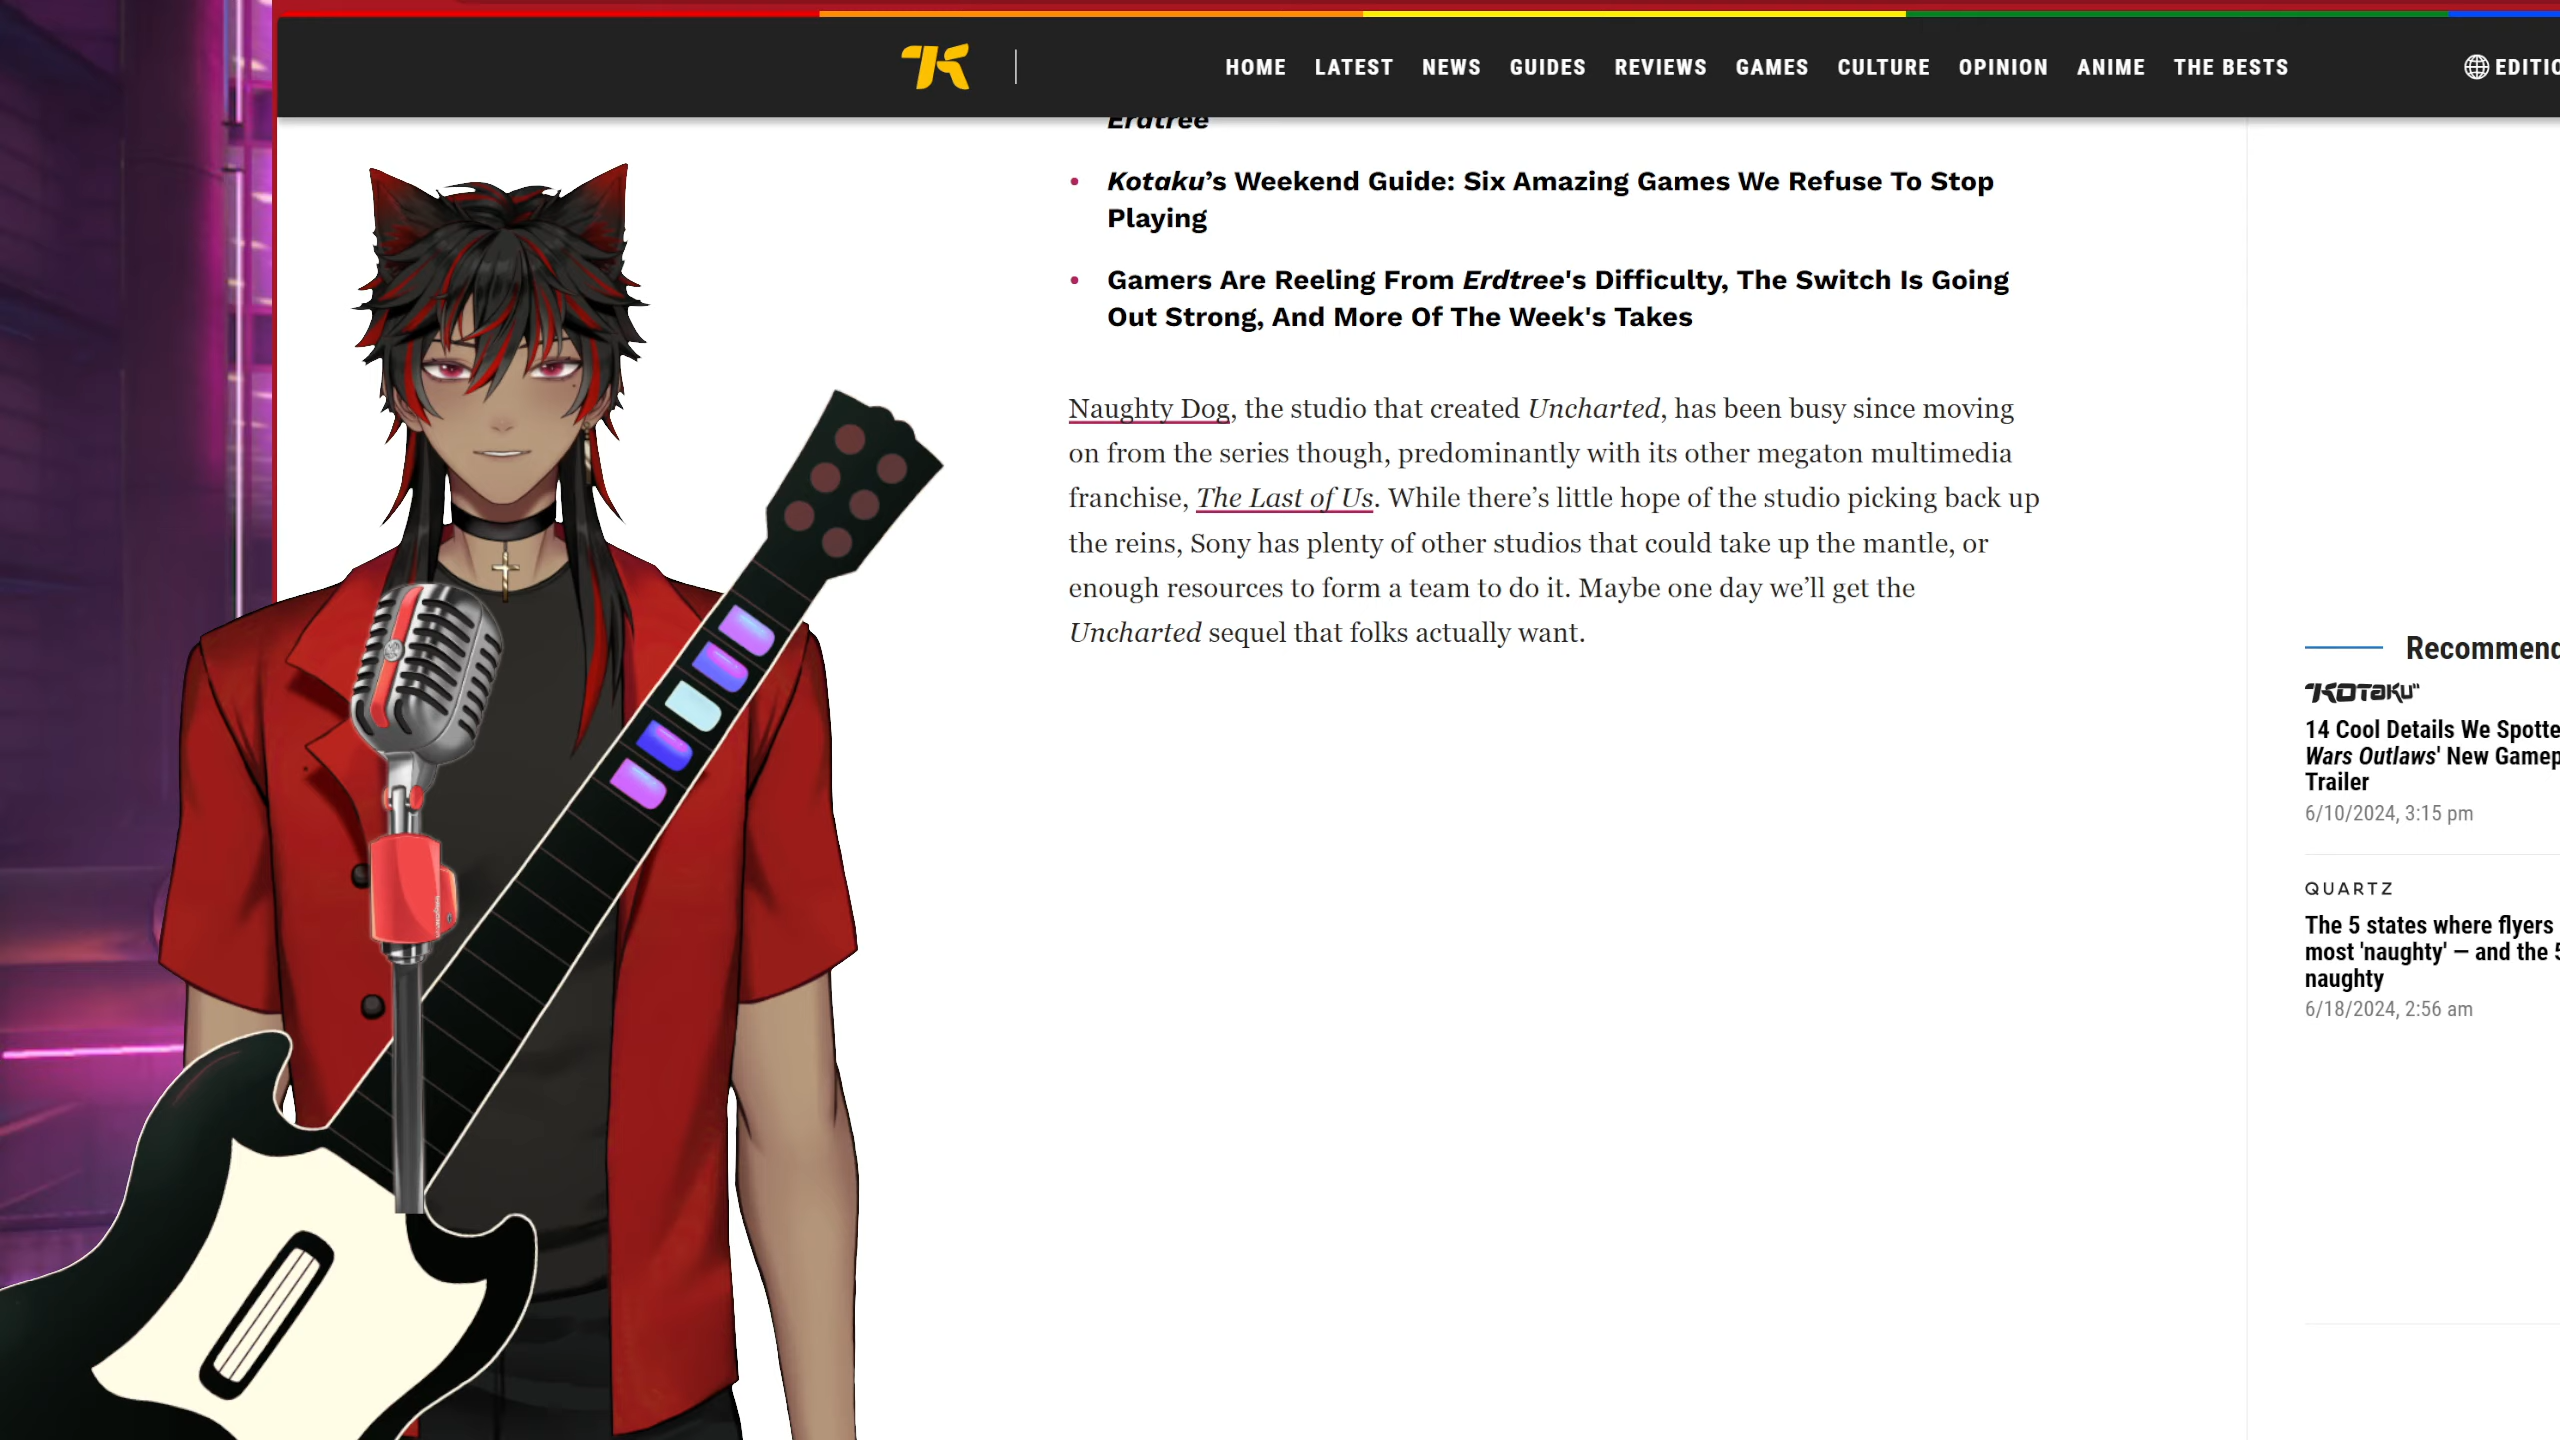 HOME LATEST NEWS GUIDES REVIEWS GAMES CULTURE OPINION ANIME THE BESTS
EDITIO
Erdtree
• Kotaku’s Weekend Guide: Six Amazing Games We Refuse To Stop
Playing
• Gamers Are Reeling From Erdtree's Difficulty, The Switch Is Going
Out Strong, And More Of The Week's Takes
Naughty Dog, the studio that created Uncharted, has been busy since moving
on from the series though, predominantly with its other megaton multimedia
franchise, The Last of Us. While there’s little hope of the studio picking back up
the reins, Sony has plenty of other studios that could take up the mantle, or
enough resources to form a team to do it. Maybe one day we’ll get the
Uncharted sequel that folks actually want.
Recommend
KOTaKU
14 Cool Details We Spotte
Wars Outlaws' New Gamep
Trailer
6/10/2024, 3:15 pm
QUARTZ
The 5 states where flyers
most 'naughty' — and the 5
naughty
6/18/2024, 2:56 am